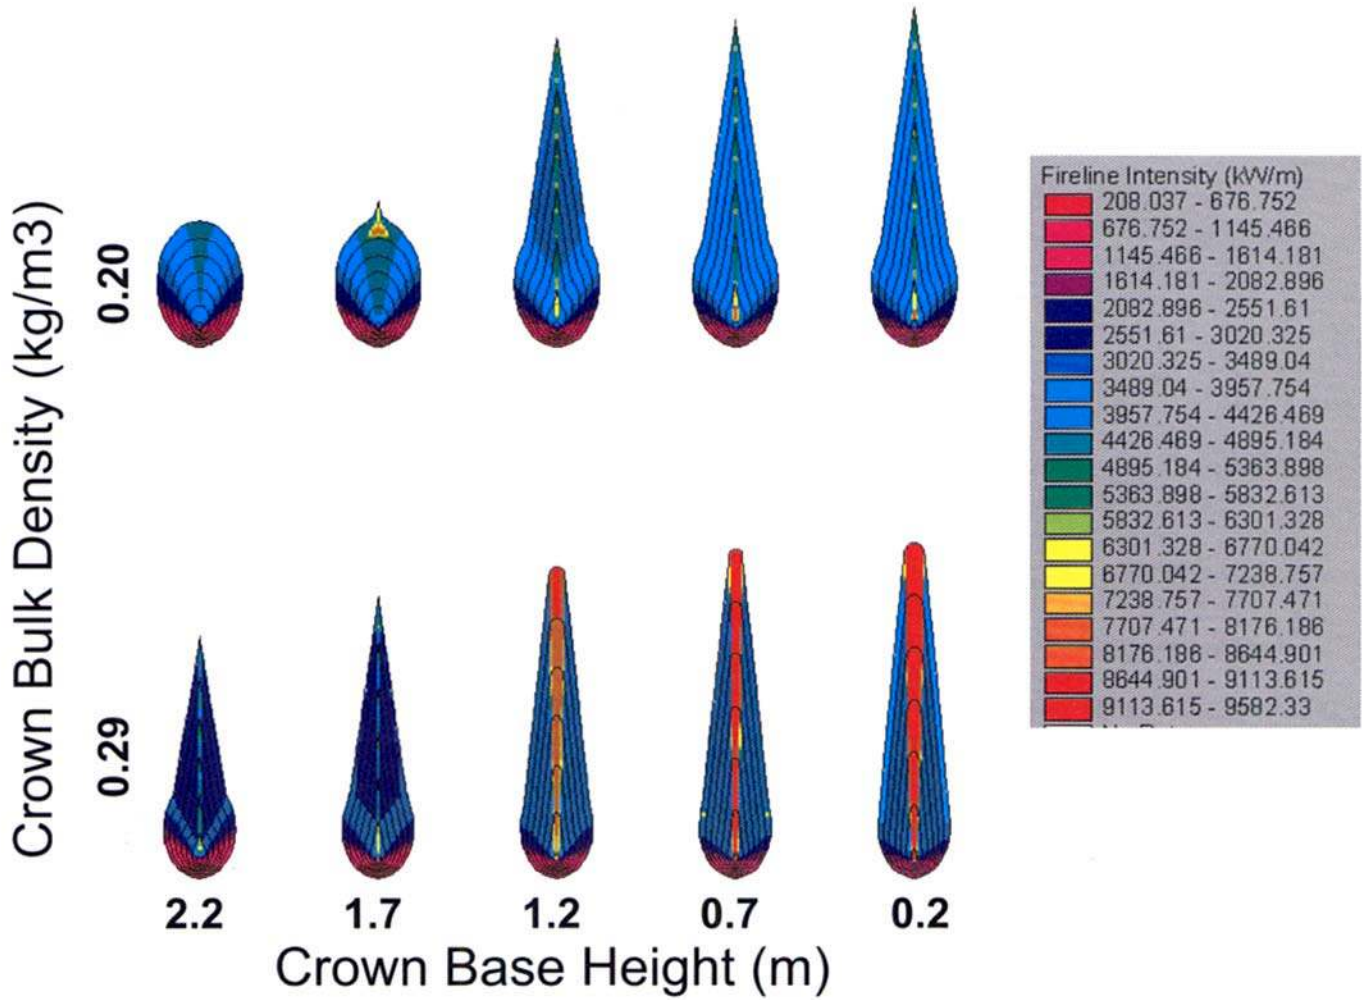 Crown Bulk Density (kg/m3)
0.20
0.29
2.2
1.7
1.2
0.7
0.2
Crown Base Height (m)
Fireline Intensity (kW/m)
208.037 - 676.752
676.752 - 1145.466
1145.466 - 1614.181
1614.181 - 2082.896
2082.896 - 2551.61
2551.61 - 3020.325
3020.325 - 3489.04
3489.04 - 3957.754
3957.754 - 4426.469
4426.469 - 4895.184
4895.184 - 5363.898
5363.898 - 5832.613
5832.613 - 6301.328
6301.328 - 6770.042
6770.042 - 7238.757
7238.757 - 7707.471
7707.471 - 8176.186
8176.186 - 8644.901
8644.901 - 9113.615
9113.615 - 9582.33